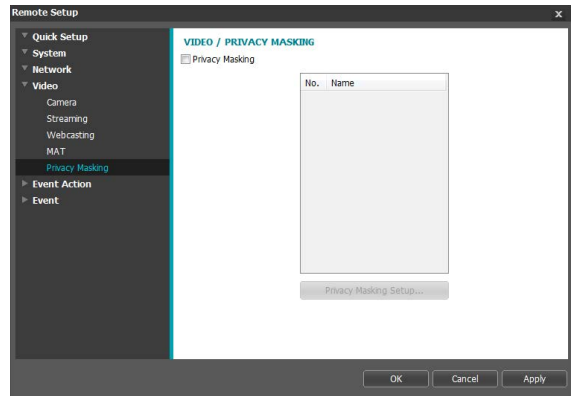 Remote Setup
x
Quick Setup
System
Network
Video
Camera
Streaming
Webcasting
MAT
Privacy Masking
Event Action
Event
VIDEO / PRIVACY MASKING
Privacy Masking
No. Name
Privacy Masking Setup...
OK Cancel Apply